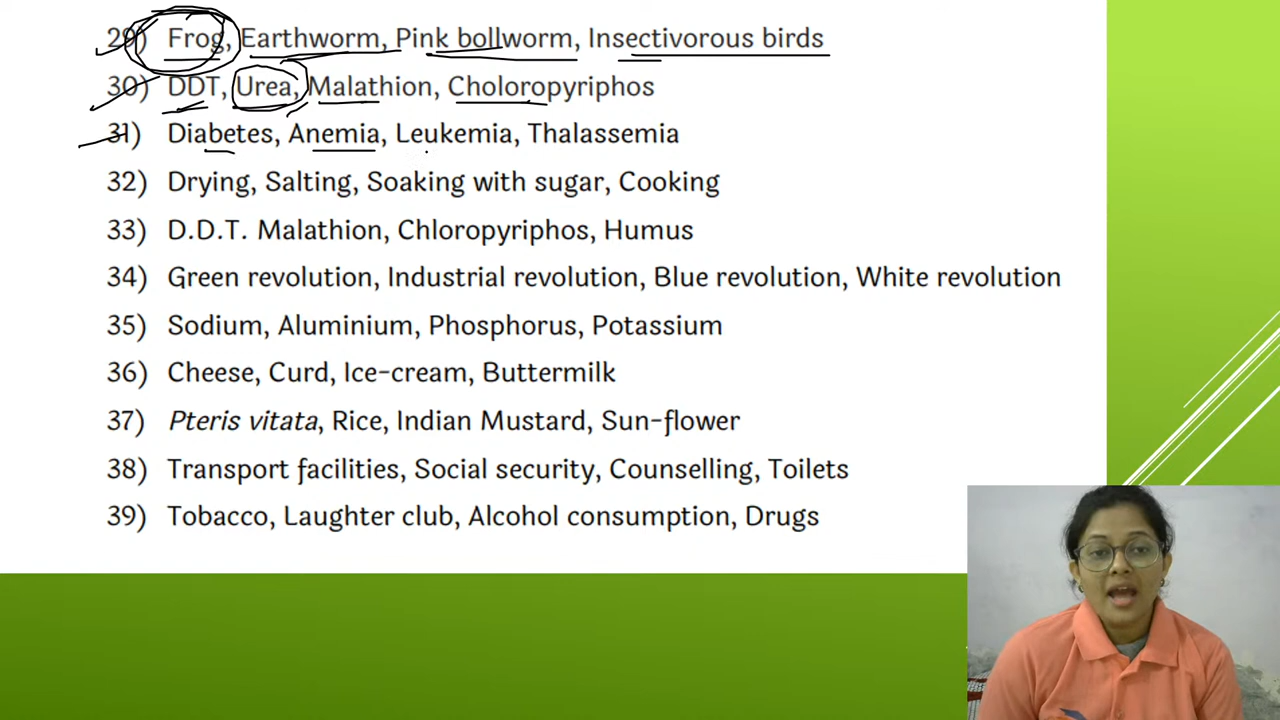 29) Frog, Earthworm, Pink bollworm, Insectivorous birds
30) DDT, Urea, Malathion, Choloropyriphos
31) Diabetes, Anemia, Leukemia, Thalassemia
32) Drying, Salting, Soaking with sugar, Cooking
33) D.D.T. Malathion, Chloropyriphos, Humus
34) Green revolution, Industrial revolution, Blue revolution, White revolution
35) Sodium, Aluminium, Phosphorus, Potassium
36) Cheese, Curd, Ice-cream, Buttermilk
37) Pteris vitata, Rice, Indian Mustard, Sun-flower
38) Transport facilities, Social security, Counselling, Toilets
39) Tobacco, Laughter club, Alcohol consumption, Drugs